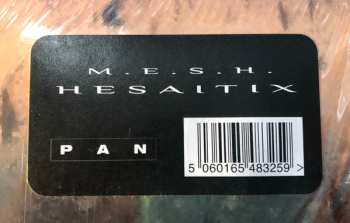 M.E.S.H.
HESAITIX
PAN
5 060165 483259 >